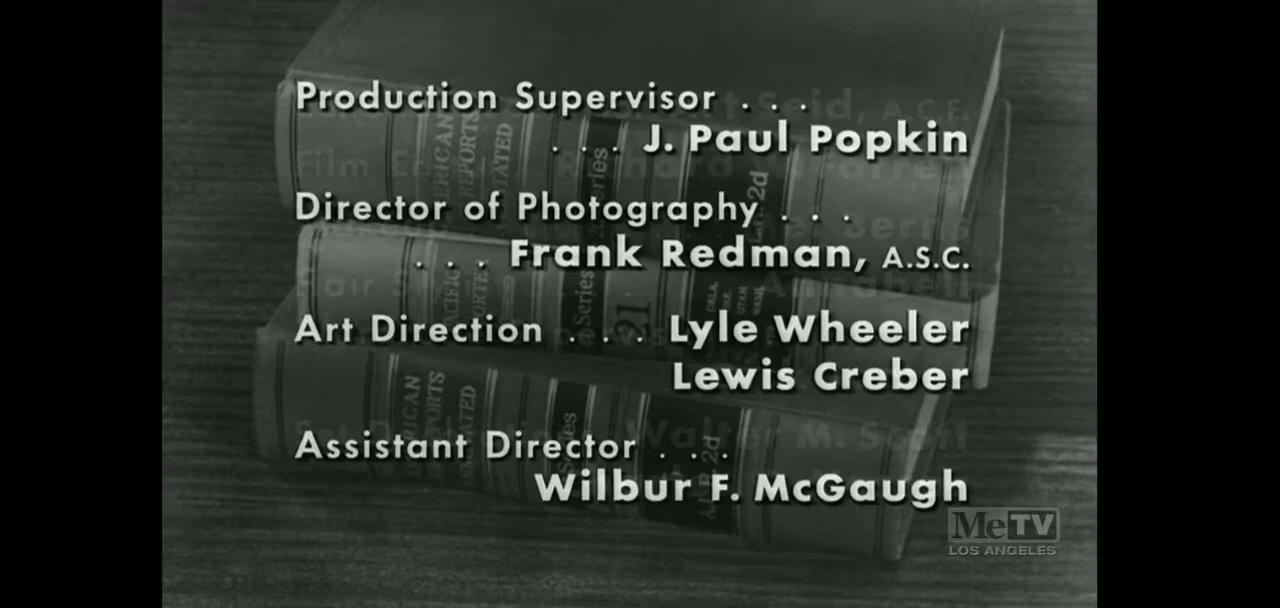 Production Supervisor . . .
. . . J. Paul Popkin
Director of Photography . . .
. . . Frank Redman, A.S.C.
Art Direction . . . Lyle Wheeler
Lewis Creber
Assistant Director . . .
Wilbur F. McGaugh
MeTV
LOS ANGELES